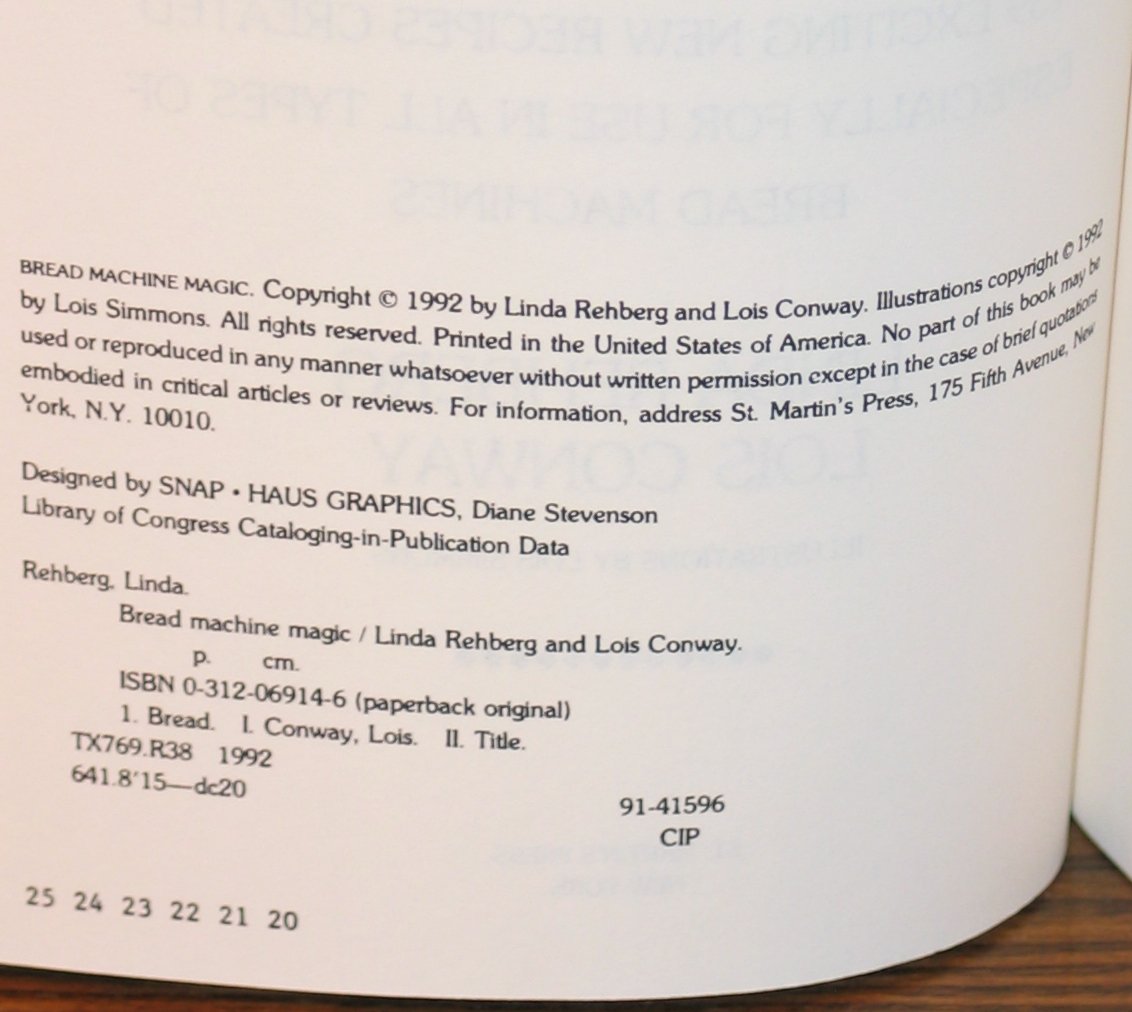 BREAD MACHINE MAGIC. Copyright © 1992 by Linda Rehberg and Lois Conway. Illustrations copyright © 1992
by Lois Simmons. All rights reserved. Printed in the United States of America. No part of this book may be
used or reproduced in any manner whatsoever without written permission except in the case of brief quotations
embodied in critical articles or reviews. For information, address St. Martin's Press, 175 Fifth Avenue, New
York, N.Y. 10010.
Designed by SNAP • HAUS GRAPHICS, Diane Stevenson
Library of Congress Cataloging-in-Publication Data
Rehberg, Linda.
Bread machine magic / Linda Rehberg and Lois Conway.
p. cm.
ISBN 0-312-06914-6 (paperback original)
1. Bread. I. Conway, Lois. II. Title.
TX769.R38 1992
641.8'15—dc20
91-41596
CIP
25 24 23 22 21 20